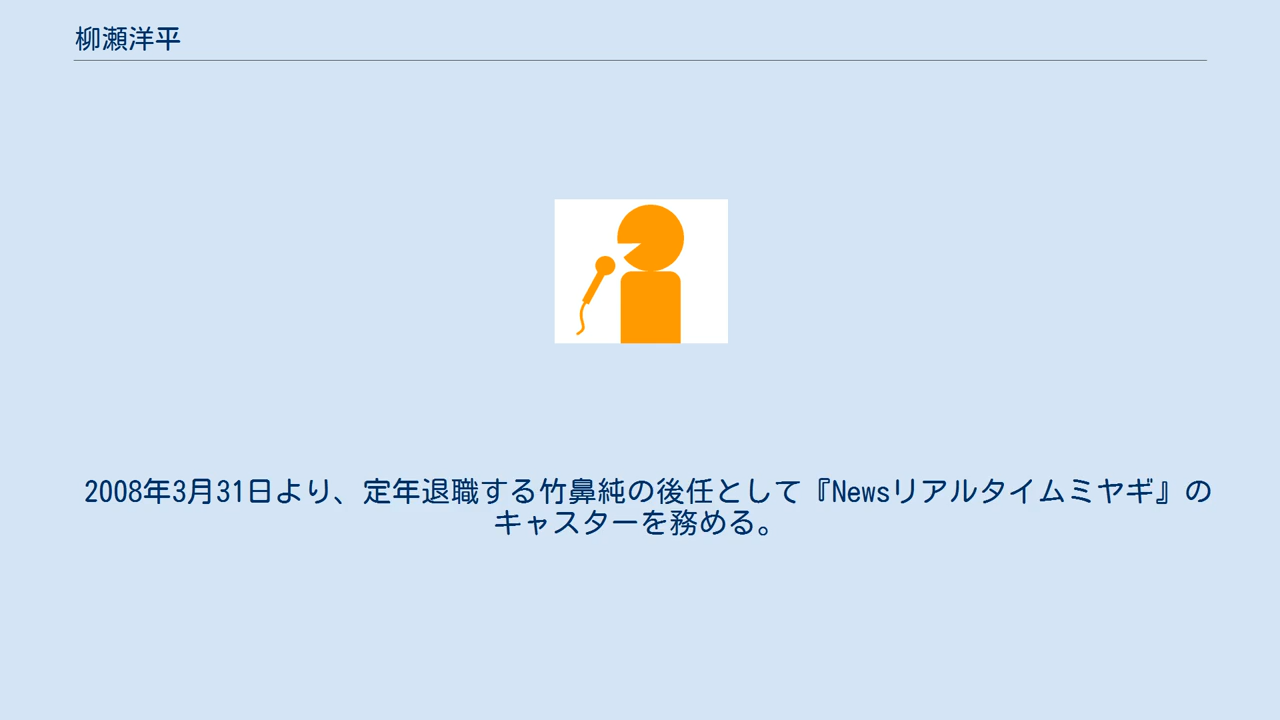 柳瀬洋平
2008年3月31日より、定年退職する竹鼻純の後任として『Newsリアルタイムミヤギ』の
キャスターを務める。